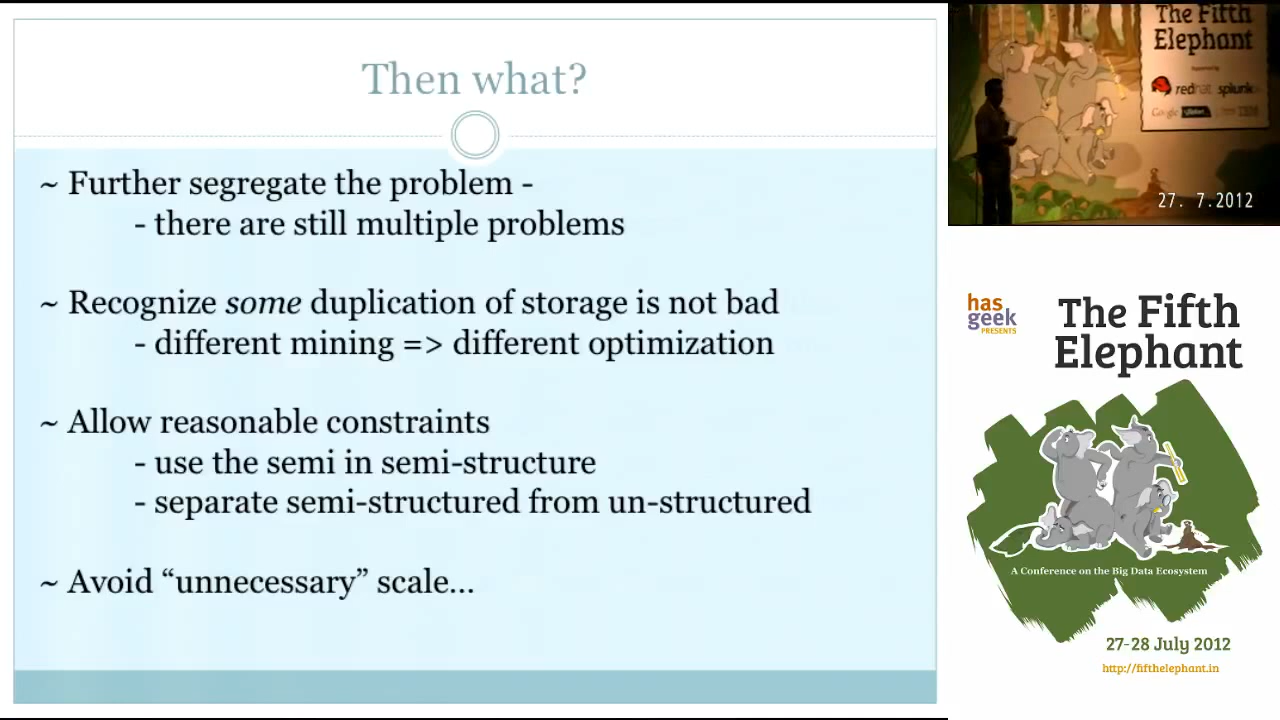 Then what?
~ Further segregate the problem -
- there are still multiple problems
~ Recognize some duplication of storage is not bad
- different mining => different optimization
~ Allow reasonable constraints
- use the semi in semi-structure
- separate semi-structured from un-structured
~ Avoid “unnecessary” scale...
The Fifth
Elephant
redhat splunk>
Google
27. 7.2012
has
geek
PRESENTS
The Fifth
Elephant
A Conference on the Big Data Ecosystem
27-28 July 2012
http://fifthelephant.in